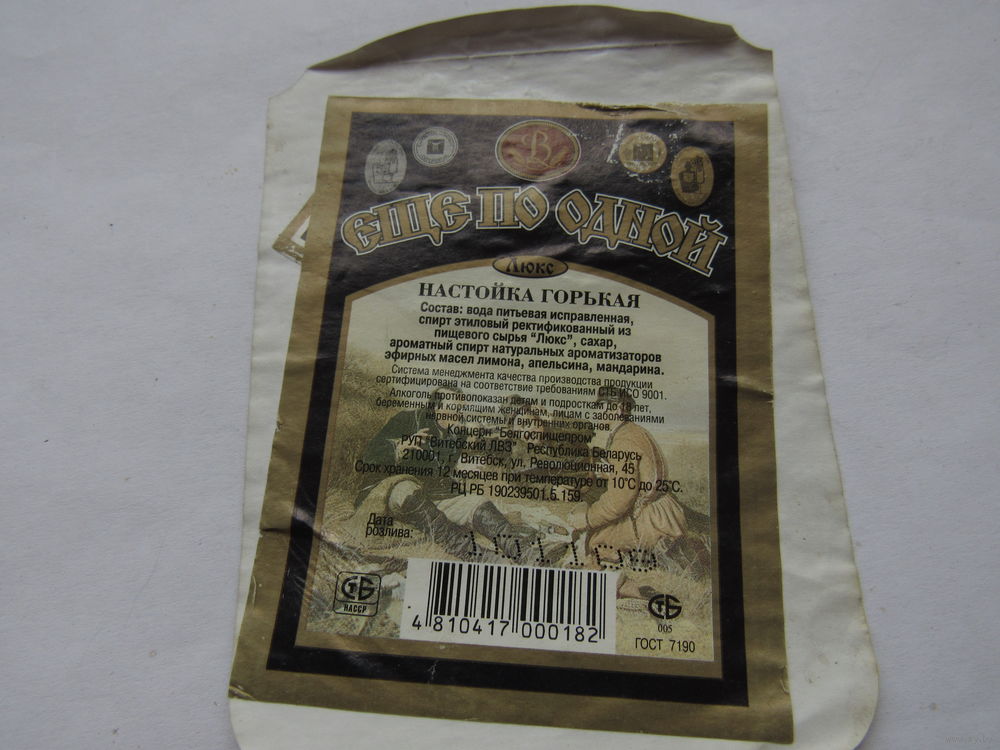 В
ЕЩЕ ПО ОДНОЙ
Люкс
НАСТОЙКА ГОРЬКАЯ
Состав: вода питьевая исправленная,
спирт этиловый ректификованный из
пищевого сырья "Люкс", сахар,
ароматный спирт натуральных ароматизаторов
эфирных масел лимона, апельсина, мандарина.
Система менеджмента качества производства продукции
сертифицирована на соответствие требованиям СТБ ИСО 9001.
Алкоголь противопоказан детям и подросткам до 18 лет,
беременным и кормящим женщинам, лицам с заболеваниями
нервной системы и внутренних органов.
Концерн "Белгоспищепром"
РУП "Витебский ЛВЗ" Республика Беларусь
210001, г. Витебск, ул. Революционная, 45
Срок хранения 12 месяцев при температуре от 10°С до 25°С.
РЦ РБ 190239501.5.159.
Дата
розлива:
101108
СТБ
НАССР
4 810417 000182
СТБ
005
ГОСТ 7190